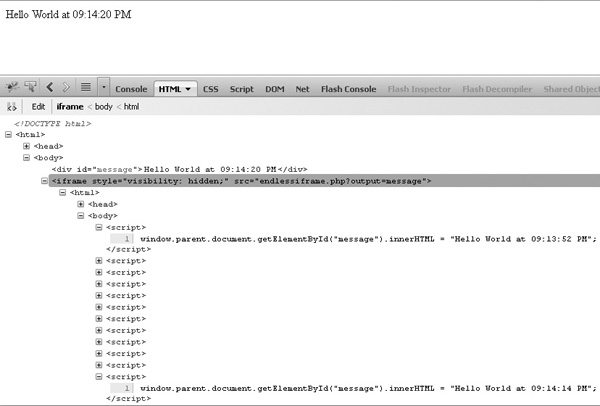 Hello World at 09:14:20 PM
Console HTML CSS Script DOM Net Flash Console Flash Inspector Flash Decompiler Shared Objec
Edit iframe < body < html
<!DOCTYPE html>
<html>
<head>
<body>
<div id="message">Hello World at 09:14:20 PM</div>
<iframe style="visibility: hidden;" src="endlessiframe.php?output=message">
<html>
<head>
<body>
<script>
1 window.parent.document.getElementById("message").innerHTML = "Hello World at 09:13:52 PM";
</script>
<script>
<script>
<script>
<script>
<script>
<script>
<script>
<script>
<script>
<script>
<script>
1 window.parent.document.getElementById("message").innerHTML = "Hello World at 09:14:14 PM";
</script>